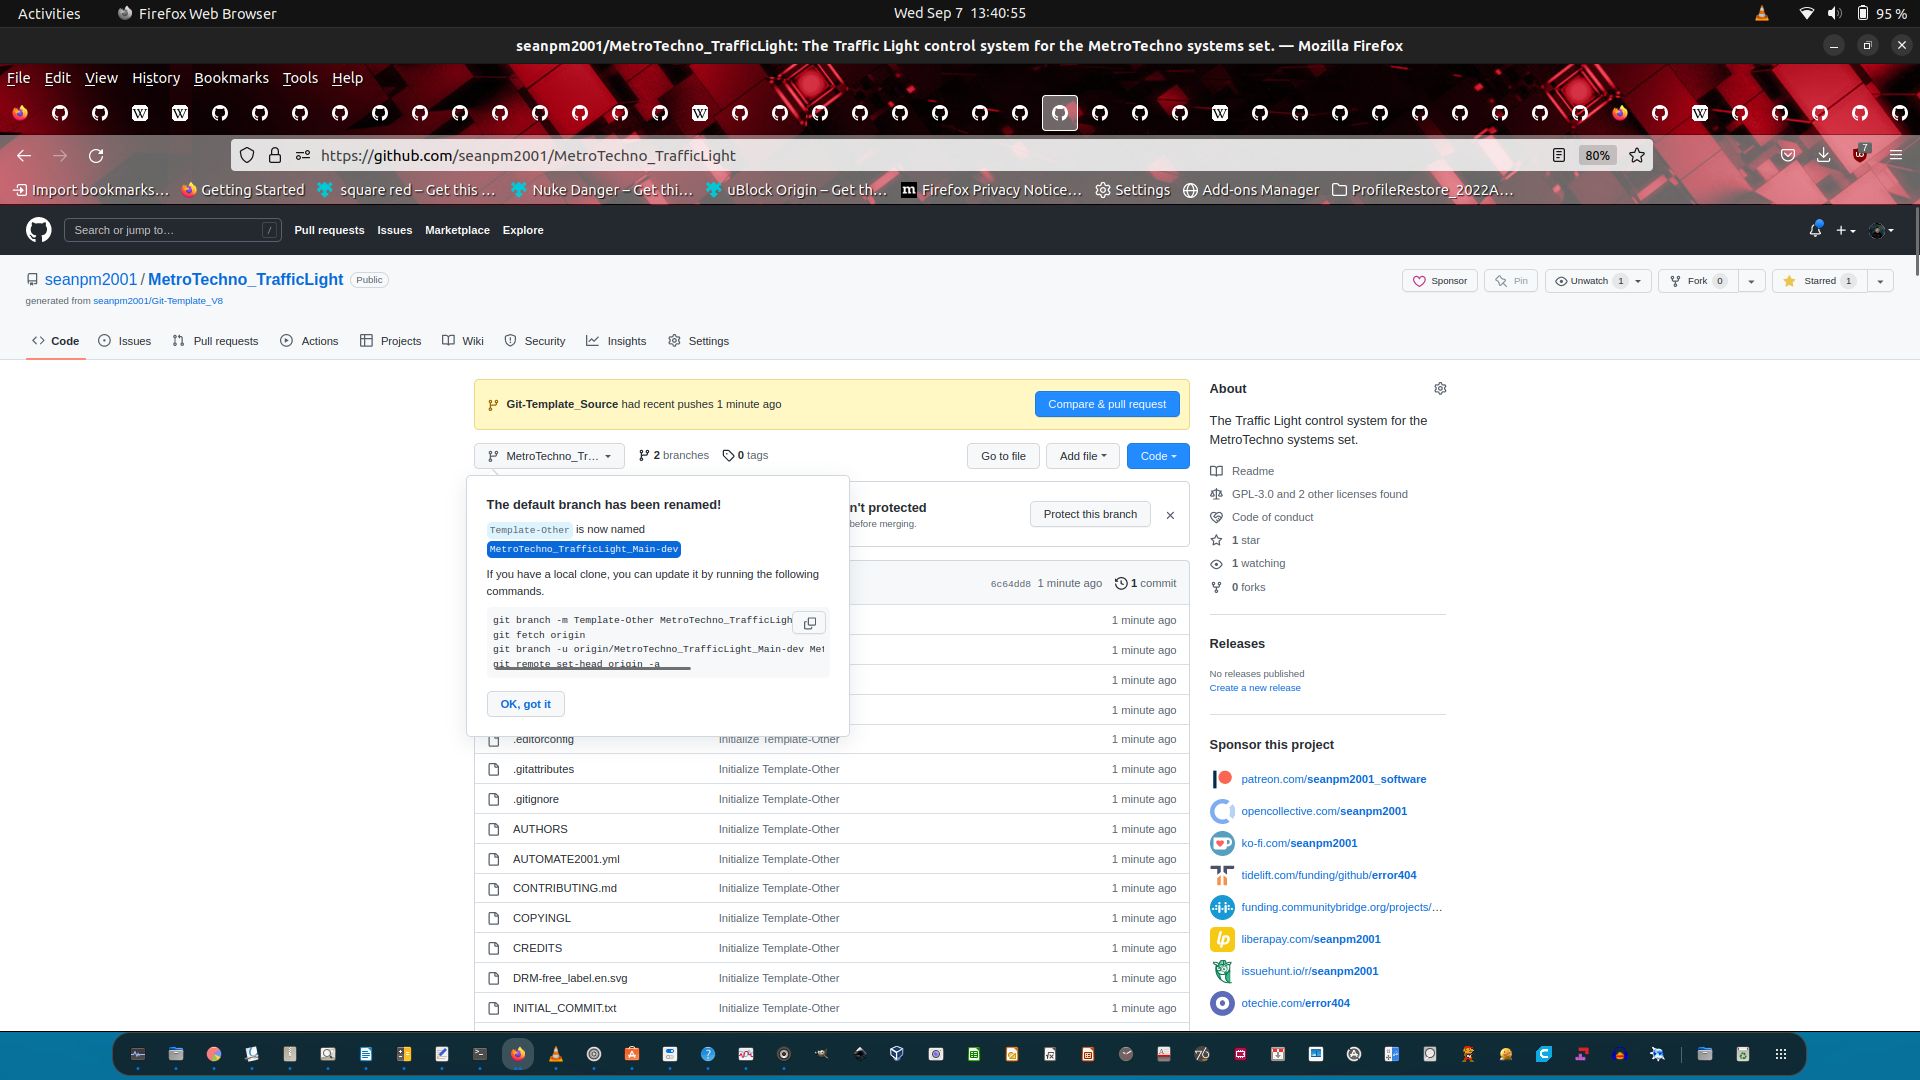 Activities
Firefox Web Browser
Wed Sep 7 13:40:55
95 %
seanpm2001/MetroTechno_TrafficLight: The Traffic Light control system for the MetroTechno systems set. — Mozilla Firefox
File Edit View History Bookmarks Tools Help
https://github.com/seanpm2001/MetroTechno_TrafficLight
80%
7
Import bookmarks…
Getting Started
square red – Get this …
Nuke Danger – Get thi…
uBlock Origin – Get th…
Firefox Privacy Notice…
Settings
Add-ons Manager
ProfileRestore_2022A…
Search or jump to…
/
Pull requests Issues Marketplace Explore
seanpm2001 / MetroTechno_TrafficLight Public
generated from seanpm2001/Git-Template_V8
Sponsor
Pin
Unwatch 1
Fork 0
Starred 1
Code
Issues
Pull requests
Actions
Projects
Wiki
Security
Insights
Settings
Git-Template_Source had recent pushes 1 minute ago
Compare & pull request
MetroTechno_Tr…
2 branches
0 tags
Go to file
Add file
Code
The default branch has been renamed!
Template-Other is now named
MetroTechno_TrafficLight_Main-dev
If you have a local clone, you can update it by running the following
commands.
git branch -m Template-Other MetroTechno_TrafficLigh
git fetch origin
git branch -u origin/MetroTechno_TrafficLight_Main-dev Met
git remote set-head origin -a
OK, got it
n't protected
before merging.
Protect this branch
6c64dd8 1 minute ago
1 commit
1 minute ago
1 minute ago
1 minute ago
1 minute ago
.editorconfig Initialize Template-Other 1 minute ago
.gitattributes Initialize Template-Other 1 minute ago
.gitignore Initialize Template-Other 1 minute ago
AUTHORS Initialize Template-Other 1 minute ago
AUTOMATE2001.yml Initialize Template-Other 1 minute ago
CONTRIBUTING.md Initialize Template-Other 1 minute ago
COPYINGL Initialize Template-Other 1 minute ago
CREDITS Initialize Template-Other 1 minute ago
DRM-free_label.en.svg Initialize Template-Other 1 minute ago
INITIAL_COMMIT.txt Initialize Template-Other 1 minute ago
About
The Traffic Light control system for the
MetroTechno systems set.
Readme
GPL-3.0 and 2 other licenses found
Code of conduct
1 star
1 watching
0 forks
Releases
No releases published
Create a new release
Sponsor this project
patreon.com/seanpm2001_software
opencollective.com/seanpm2001
ko-fi.com/seanpm2001
tidelift.com/funding/github/error404
funding.communitybridge.org/projects/…
liberapay.com/seanpm2001
issuehunt.io/r/seanpm2001
otechie.com/error404